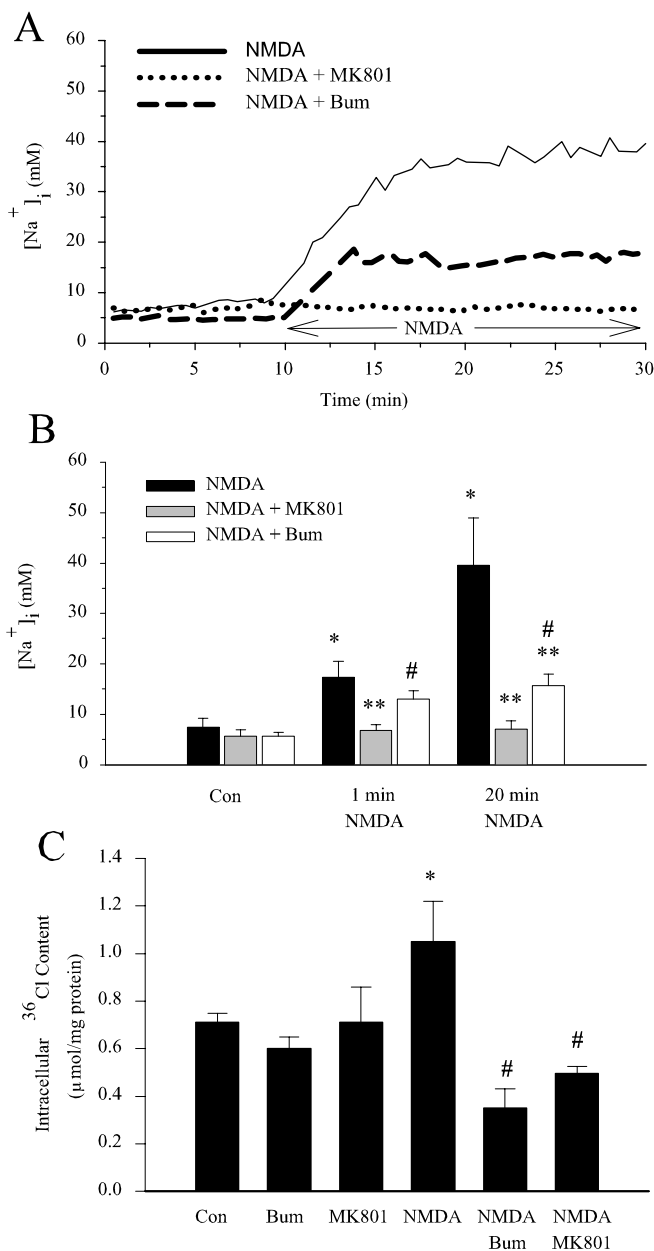 A
60
50
40
30
20
10
0
[Na+]i (mM)
NMDA
NMDA + MK801
NMDA + Bum
NMDA
0 5 10 15 20 25 30
Time (min)
B
60
50
40
30
20
10
0
[Na+]i (mM)
NMDA
NMDA + MK801
NMDA + Bum
*
**
#
*
**
#
**
Con
1 min
NMDA
20 min
NMDA
C
1.4
1.2
1.0
0.8
0.6
0.4
0.2
0.0
Intracellular 36Cl Content
(μmol/mg protein)
*
#
#
Con
Bum
MK801
NMDA
NMDA
Bum
NMDA
MK801